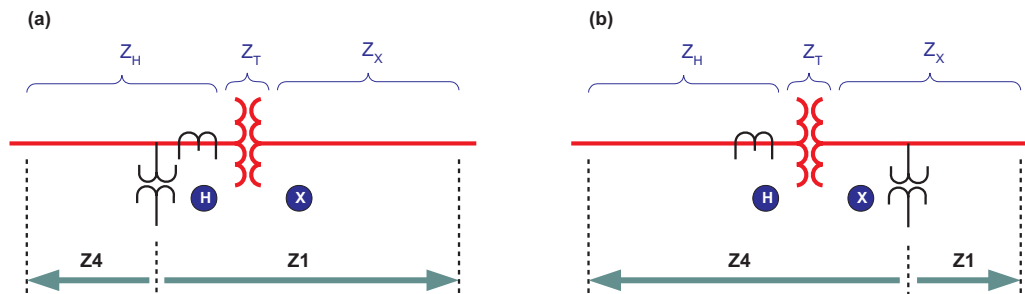 (a)
Z_H Z_T Z_X
H X
Z4 Z1
(b)
Z_H Z_T Z_X
H X
Z4 Z1